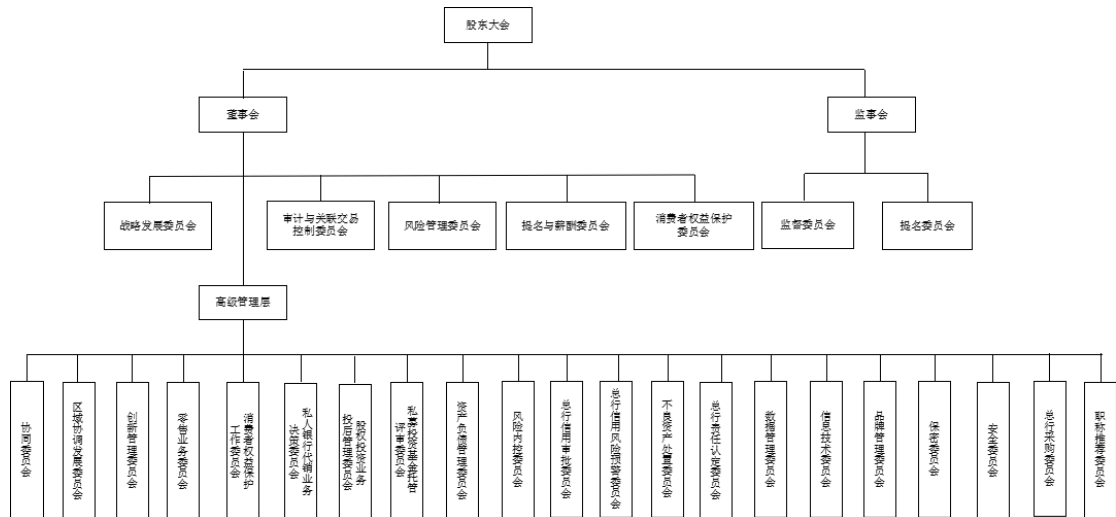 股东大会
董事会
监事会
战略发展委员会
审计与关联交易
控制委员会
风险管理委员会
提名与薪酬委员会
消费者权益保护
委员会
监督委员会
提名委员会
高级管理层
协同委员会
区域协调发展委员会
创新管理委员会
零售业务委员会
消费者权益保护
工作委员会
私人银行代销业务
决策委员会
股权投资业务
投后管理委员会
私募投资基金托管
评审委员会
资产负债管理委员会
风险内控委员会
总行信用审批委员会
总行信用风险预警委员会
不良资产处置委员会
总行责任认定委员会
数据管理委员会
信息技术委员会
品牌管理委员会
保密委员会
安全委员会
总行采购委员会
职称推荐委员会